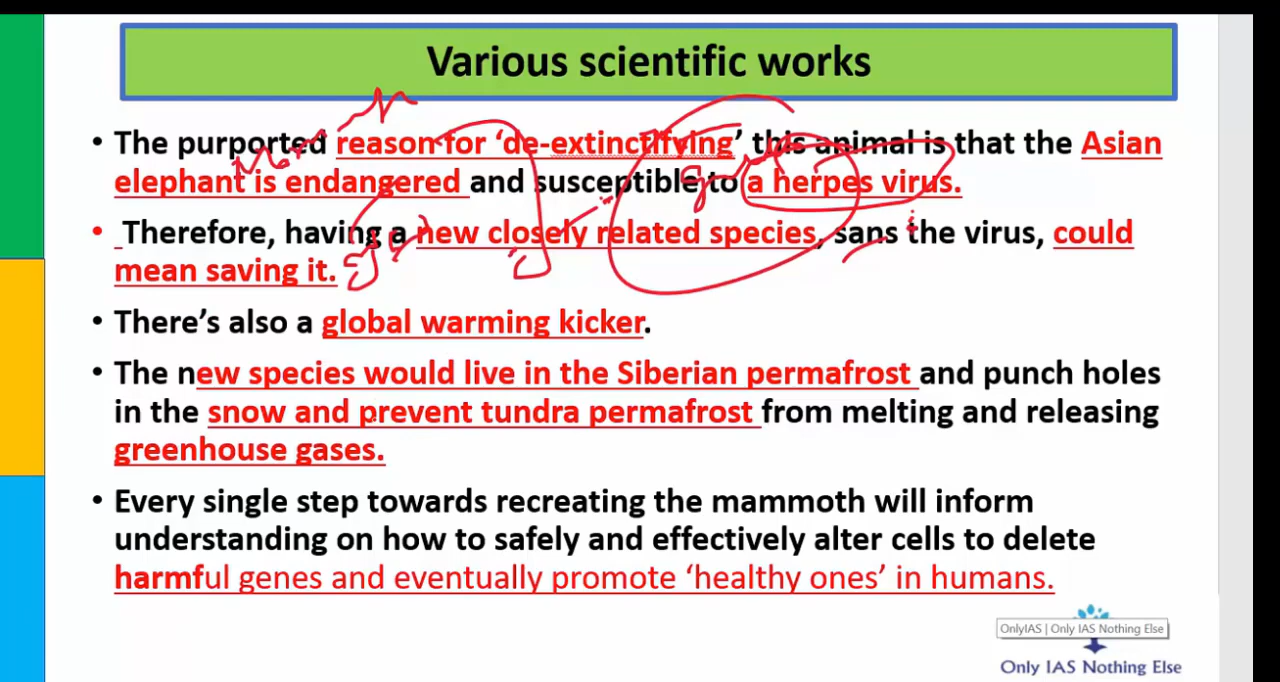 Various scientific works
• The purported reason for ‘de-extinctifying’ this animal is that the Asian
elephant is endangered and susceptible to a herpes virus.
• Therefore, having a new closely related species, sans the virus, could
mean saving it.
• There’s also a global warming kicker.
• The new species would live in the Siberian permafrost and punch holes
in the snow and prevent tundra permafrost from melting and releasing
greenhouse gases.
• Every single step towards recreating the mammoth will inform
understanding on how to safely and effectively alter cells to delete
harmful genes and eventually promote ‘healthy ones’ in humans.
OnlyIAS | Only IAS Nothing Else
Only IAS Nothing Else